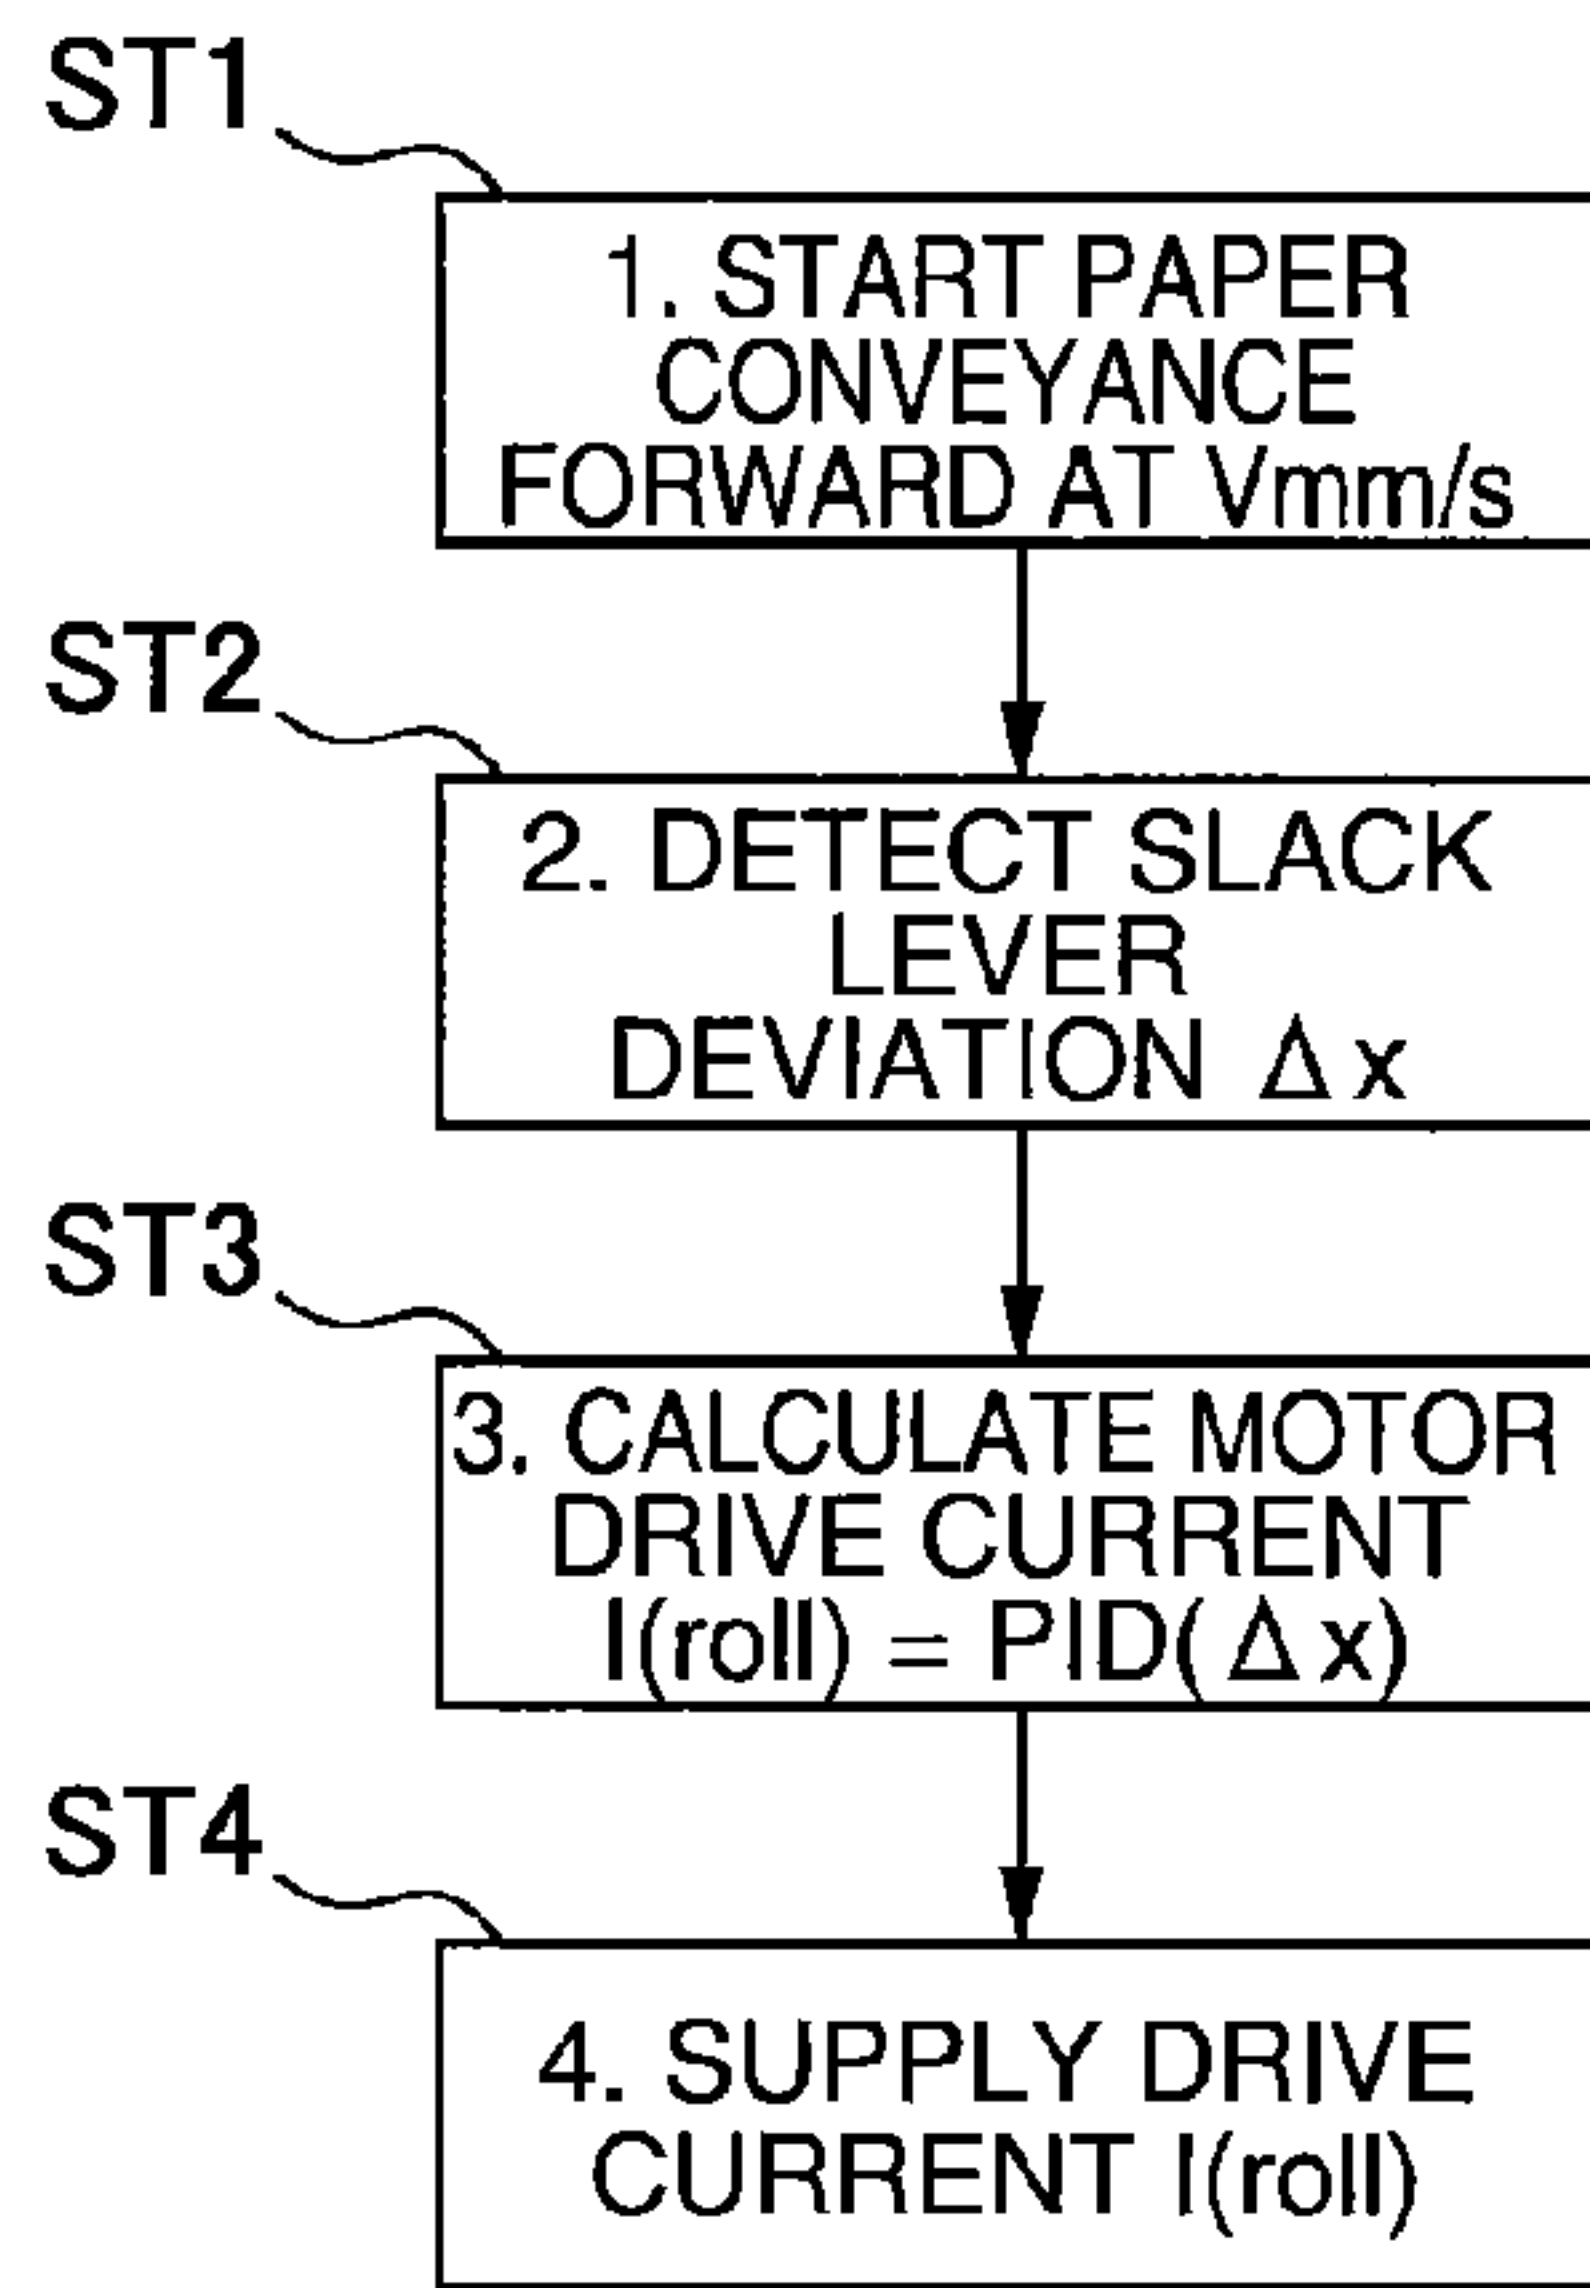 ST1
1. START PAPER
CONVEYANCE
FORWARD AT Vmm/s
ST2
2. DETECT SLACK
LEVER
DEVIATION Δx
ST3
3. CALCULATE MOTOR
DRIVE CURRENT
I(roll) = PID(Δx)
ST4
4. SUPPLY DRIVE
CURRENT I(roll)